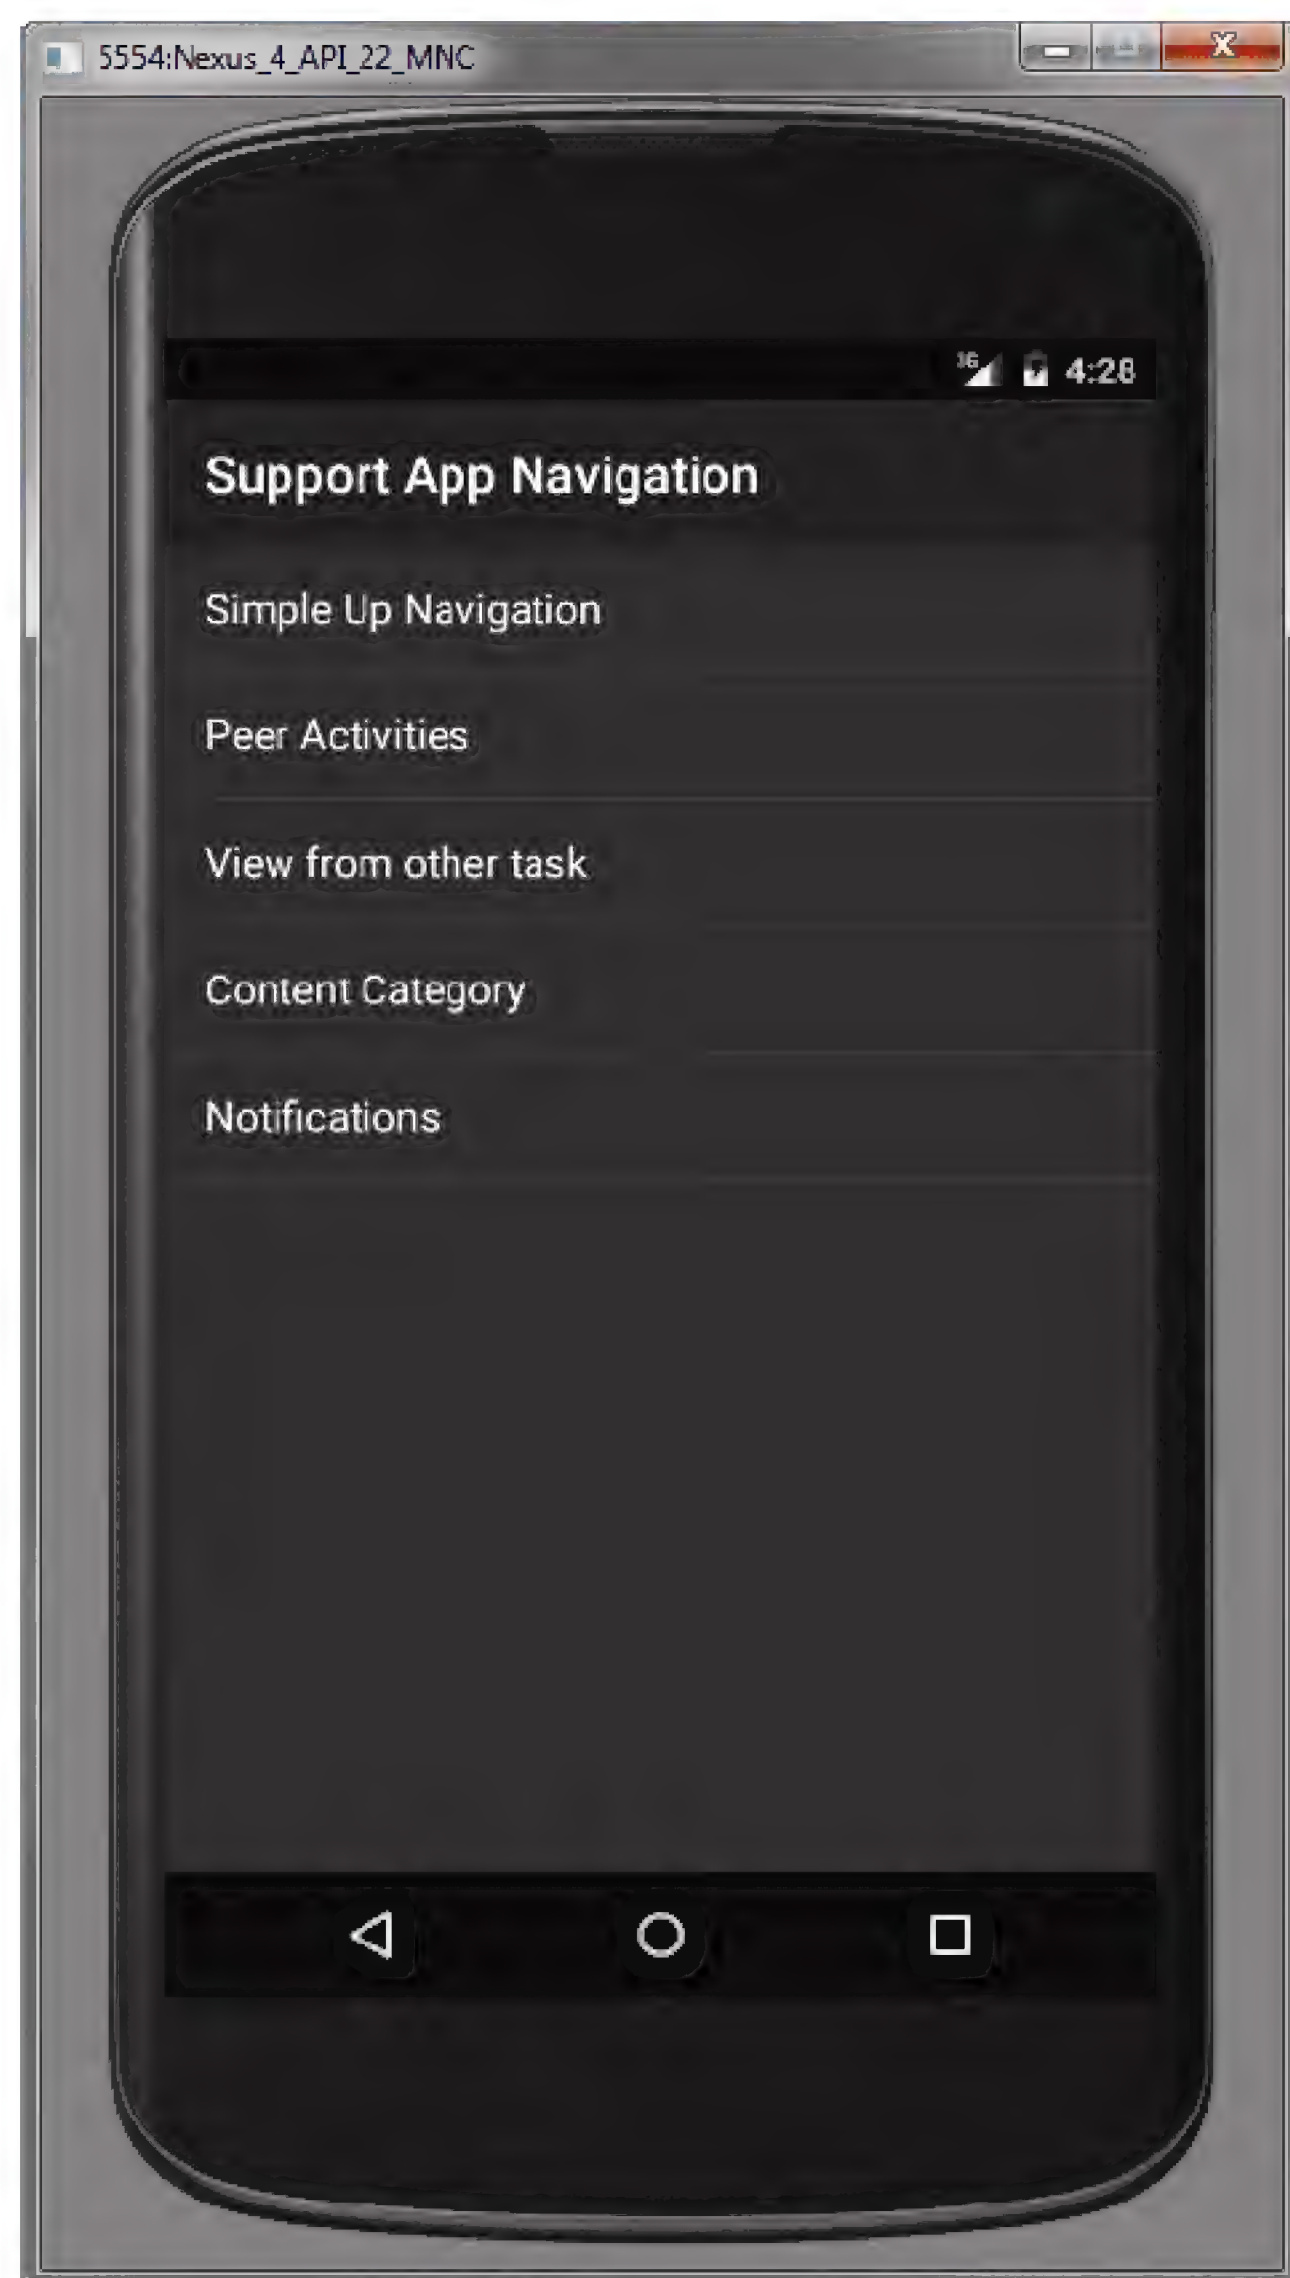 5554:Nexus_4_API_22_MNC
3G 4:28
Support App Navigation
Simple Up Navigation
Peer Activities
View from other task
Content Category
Notifications